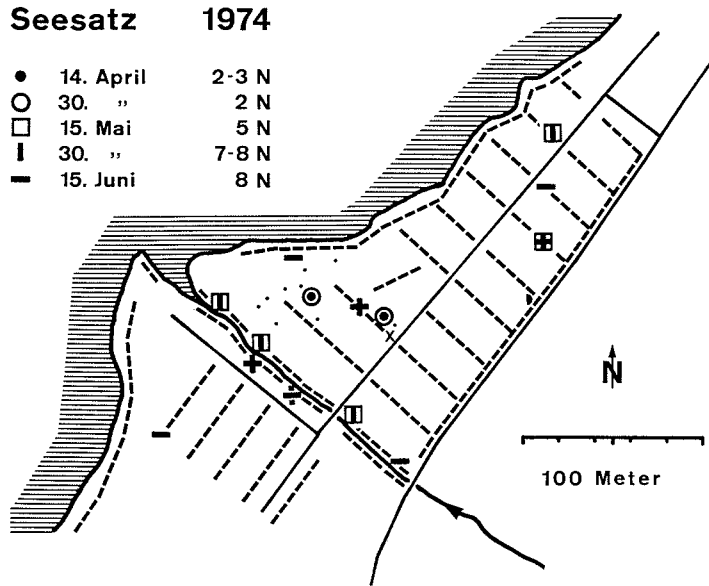 Seesatz 1974
14. April 2-3 N
30. „ 2 N
15. Mai 5 N
30. „ 7-8 N
15. Juni 8 N
N
100 Meter